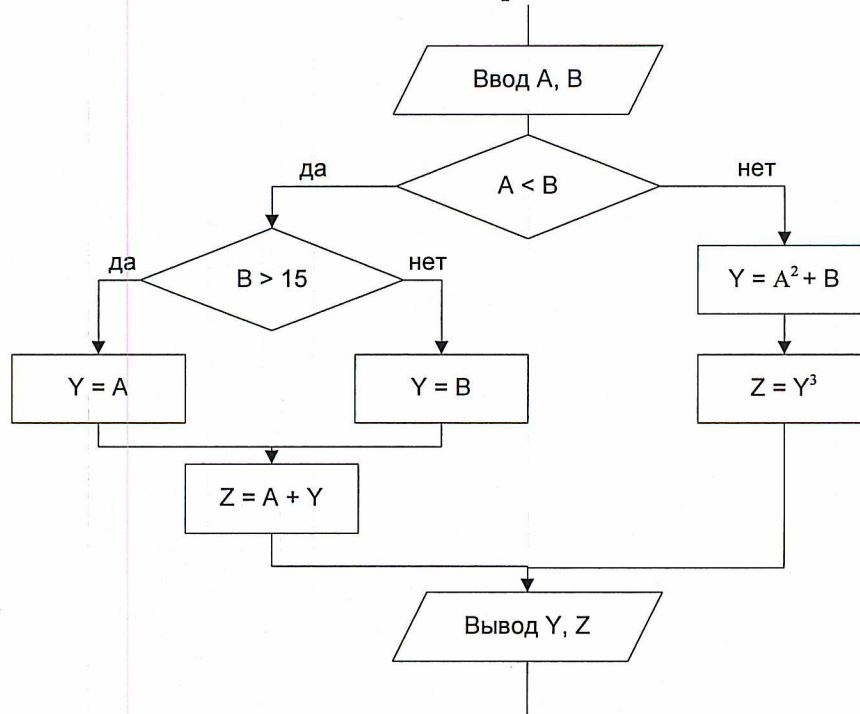 Ввод A, B
да
A < B
нет
да
B > 15
нет
Y = A² + B
Y = A
Y = B
Z = Y³
Z = A + Y
Вывод Y, Z